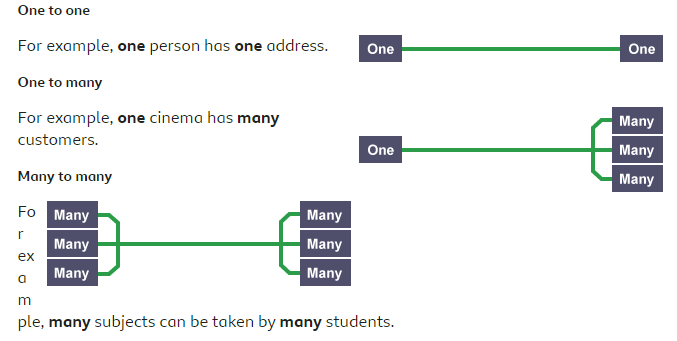 One to one
For example, one person has one address.
One One
One to many
For example, one cinema has many
customers.
One
Many
Many
Many
Many to many
Fo
r
ex
a
m
ple, many subjects can be taken by many students.
Many Many
Many Many
Many Many